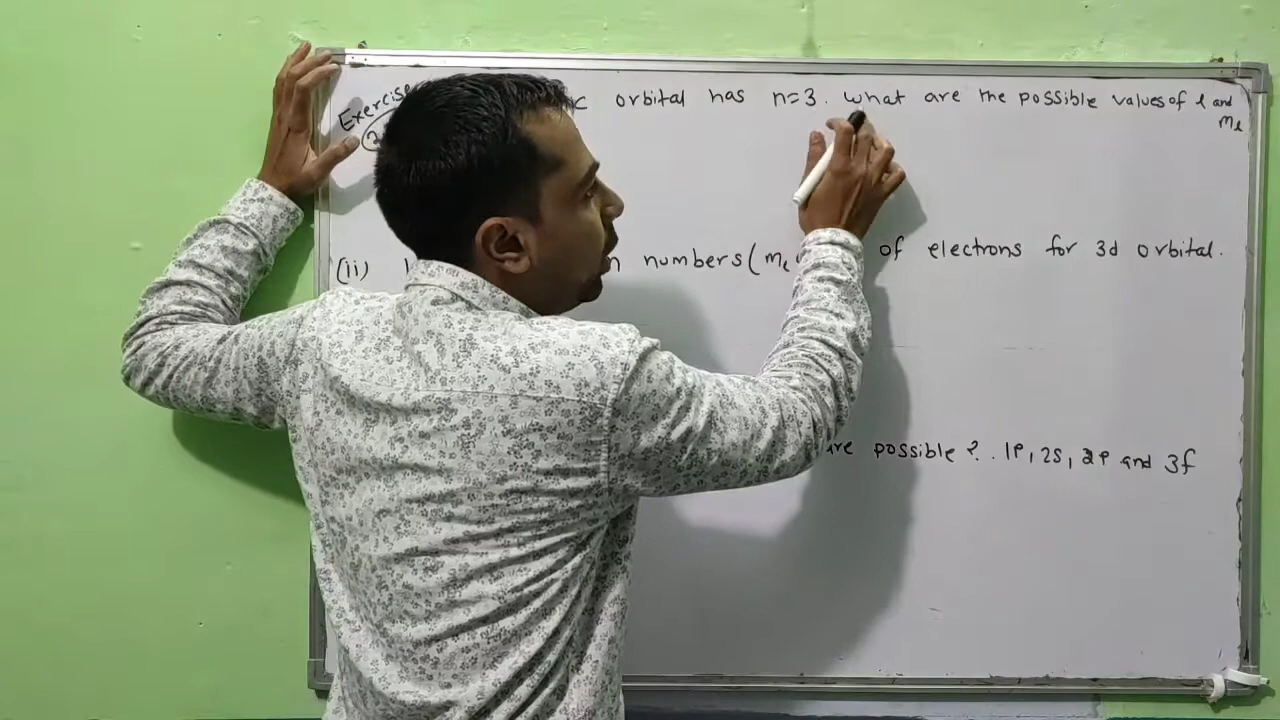 Exercise
c orbital has n=3. what are the possible values of l and
ml
(ii) n numbers (ml of electrons for 3d orbital.
are possible ? . 1p, 2s, 2p and 3f